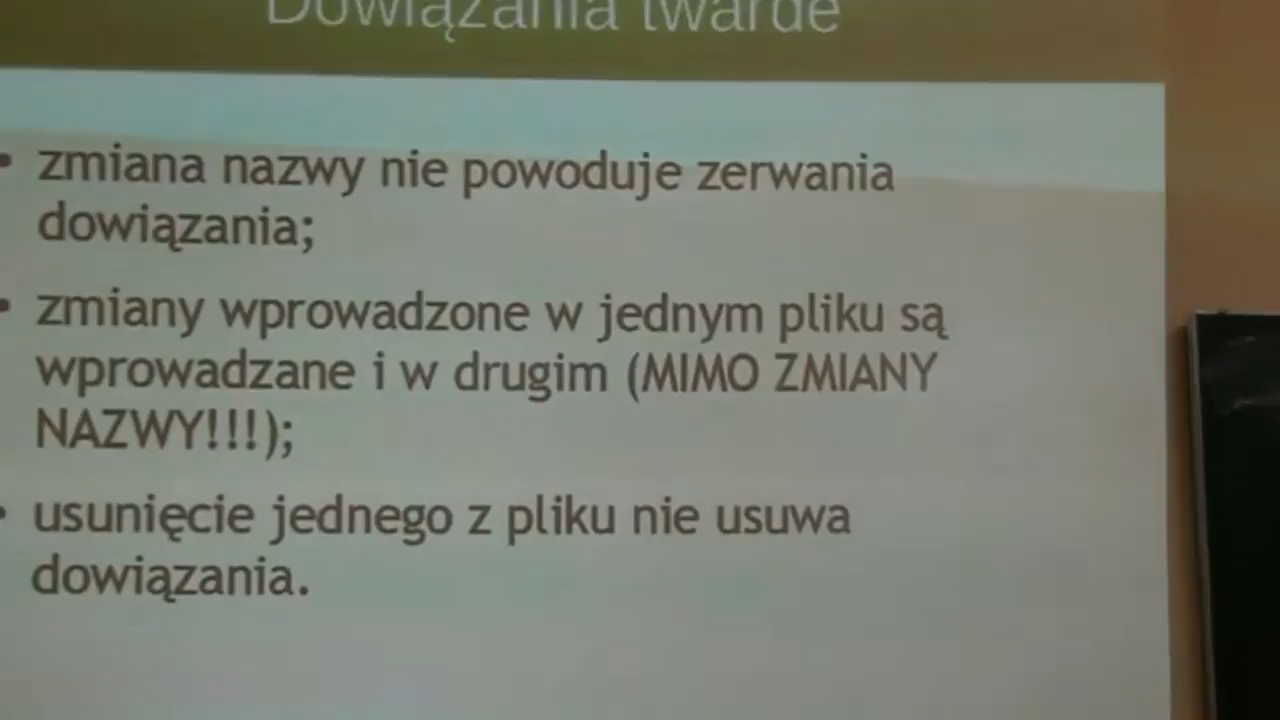 Dowiązania twarde
• zmiana nazwy nie powoduje zerwania
dowiązania;
• zmiany wprowadzone w jednym pliku są
wprowadzane i w drugim (MIMO ZMIANY
NAZWY!!!);
• usunięcie jednego z pliku nie usuwa
dowiązania.